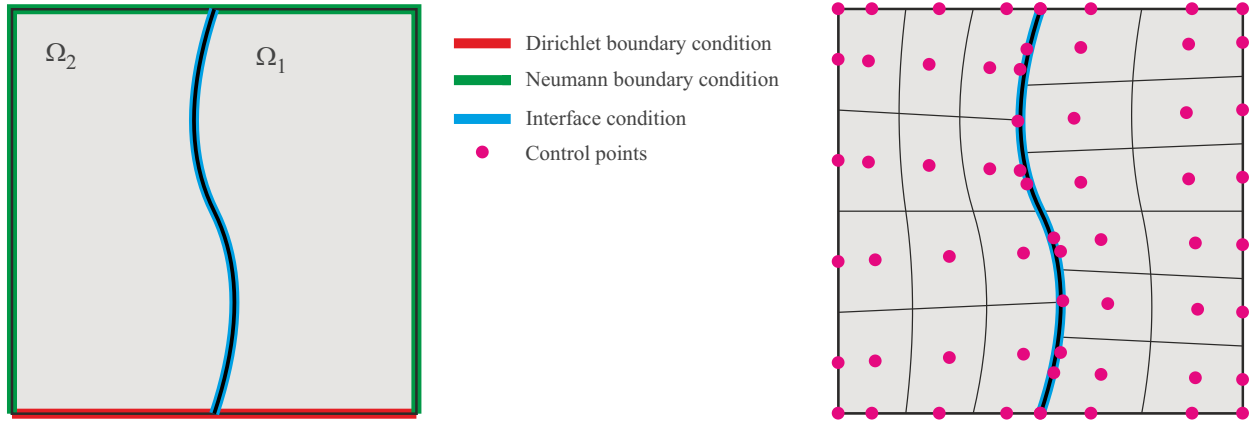 Ω₂
Ω₁
Dirichlet boundary condition
Neumann boundary condition
Interface condition
Control points